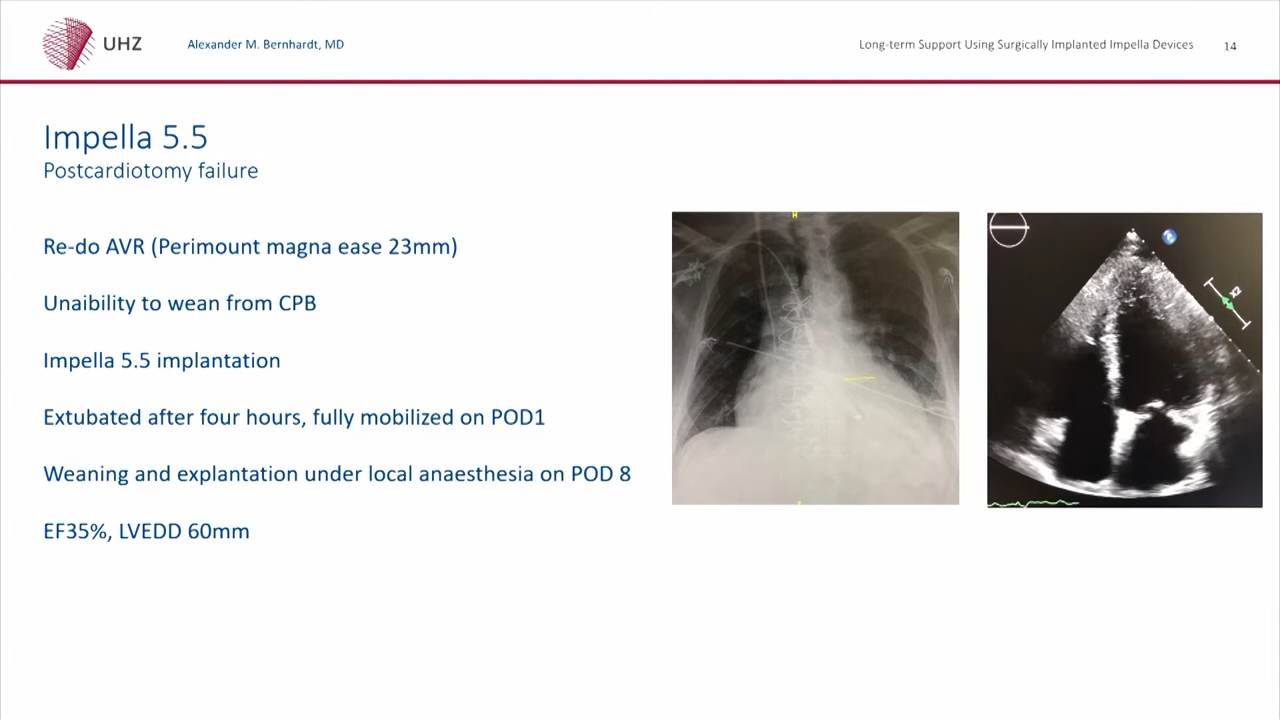 UHZ
Alexander M. Bernhardt, MD
Long-term Support Using Surgically Implanted Impella Devices
14
Impella 5.5
Postcardiotomy failure
Re-do AVR (Perimount magna ease 23mm)
Unaibility to wean from CPB
Impella 5.5 implantation
Extubated after four hours, fully mobilized on POD1
Weaning and explantation under local anaesthesia on POD 8
EF35%, LVEDD 60mm
H
x2